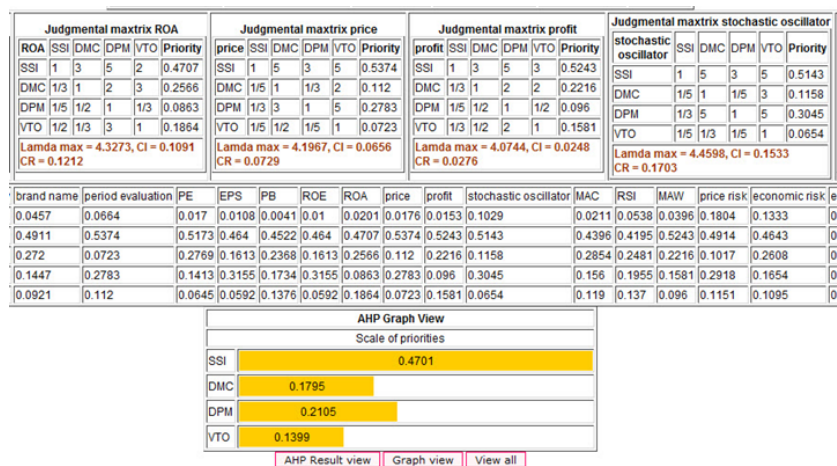 Judgmental maxtrix ROA
ROA SSI DMC DPM VTO Priority
SSI 1 3 5 2 0.4707
DMC 1/3 1 2 3 0.2566
DPM 1/5 1/2 1 1/3 0.0863
VTO 1/2 1/3 3 1 0.1864
Lamda max = 4.3273, CI = 0.1091
CR = 0.1212
Judgmental maxtrix price
price SSI DMC DPM VTO Priority
SSI 1 5 3 5 0.5374
DMC 1/5 1 1/3 2 0.112
DPM 1/3 3 1 5 0.2783
VTO 1/5 1/2 1/5 1 0.0723
Lamda max = 4.1967, CI = 0.0656
CR = 0.0729
Judgmental maxtrix profit
profit SSI DMC DPM VTO Priority
SSI 1 3 5 3 0.5243
DMC 1/3 1 2 2 0.2216
DPM 1/5 1/2 1 1/2 0.096
VTO 1/3 1/2 2 1 0.1581
Lamda max = 4.0744, CI = 0.0248
CR = 0.0276
Judgmental maxtrix stochastic oscillator
stochastic oscillator SSI DMC DPM VTO Priority
SSI 1 5 3 5 0.5143
DMC 1/5 1 1/5 3 0.1158
DPM 1/3 5 1 5 0.3045
VTO 1/5 1/3 1/5 1 0.0654
Lamda max = 4.4598, CI = 0.1533
CR = 0.1703
brand name period evaluation PE EPS PB ROE ROA price profit stochastic oscillator MAC RSI MAW price risk economic risk e
0.0457 0.0664 0.017 0.0108 0.0041 0.01 0.0201 0.0176 0.0153 0.1029 0.0211 0.0538 0.0396 0.1804 0.1333 0
0.4911 0.5374 0.5173 0.464 0.4522 0.464 0.4707 0.5374 0.5243 0.5143 0.4396 0.4195 0.5243 0.4914 0.4643 0
0.272 0.0723 0.2769 0.1613 0.2368 0.1613 0.2566 0.112 0.2216 0.1158 0.2854 0.2481 0.2216 0.1017 0.2608 0
0.1447 0.2783 0.1413 0.3155 0.1734 0.3155 0.0863 0.2783 0.096 0.3045 0.156 0.1955 0.1581 0.2918 0.1654 0
0.0921 0.112 0.0645 0.0592 0.1376 0.0592 0.1864 0.0723 0.1581 0.0654 0.119 0.137 0.096 0.1151 0.1095 0
AHP Graph View
Scale of priorities
SSI 0.4701
DMC 0.1795
DPM 0.2105
VTO 0.1399
AHP Result view Graph view View all